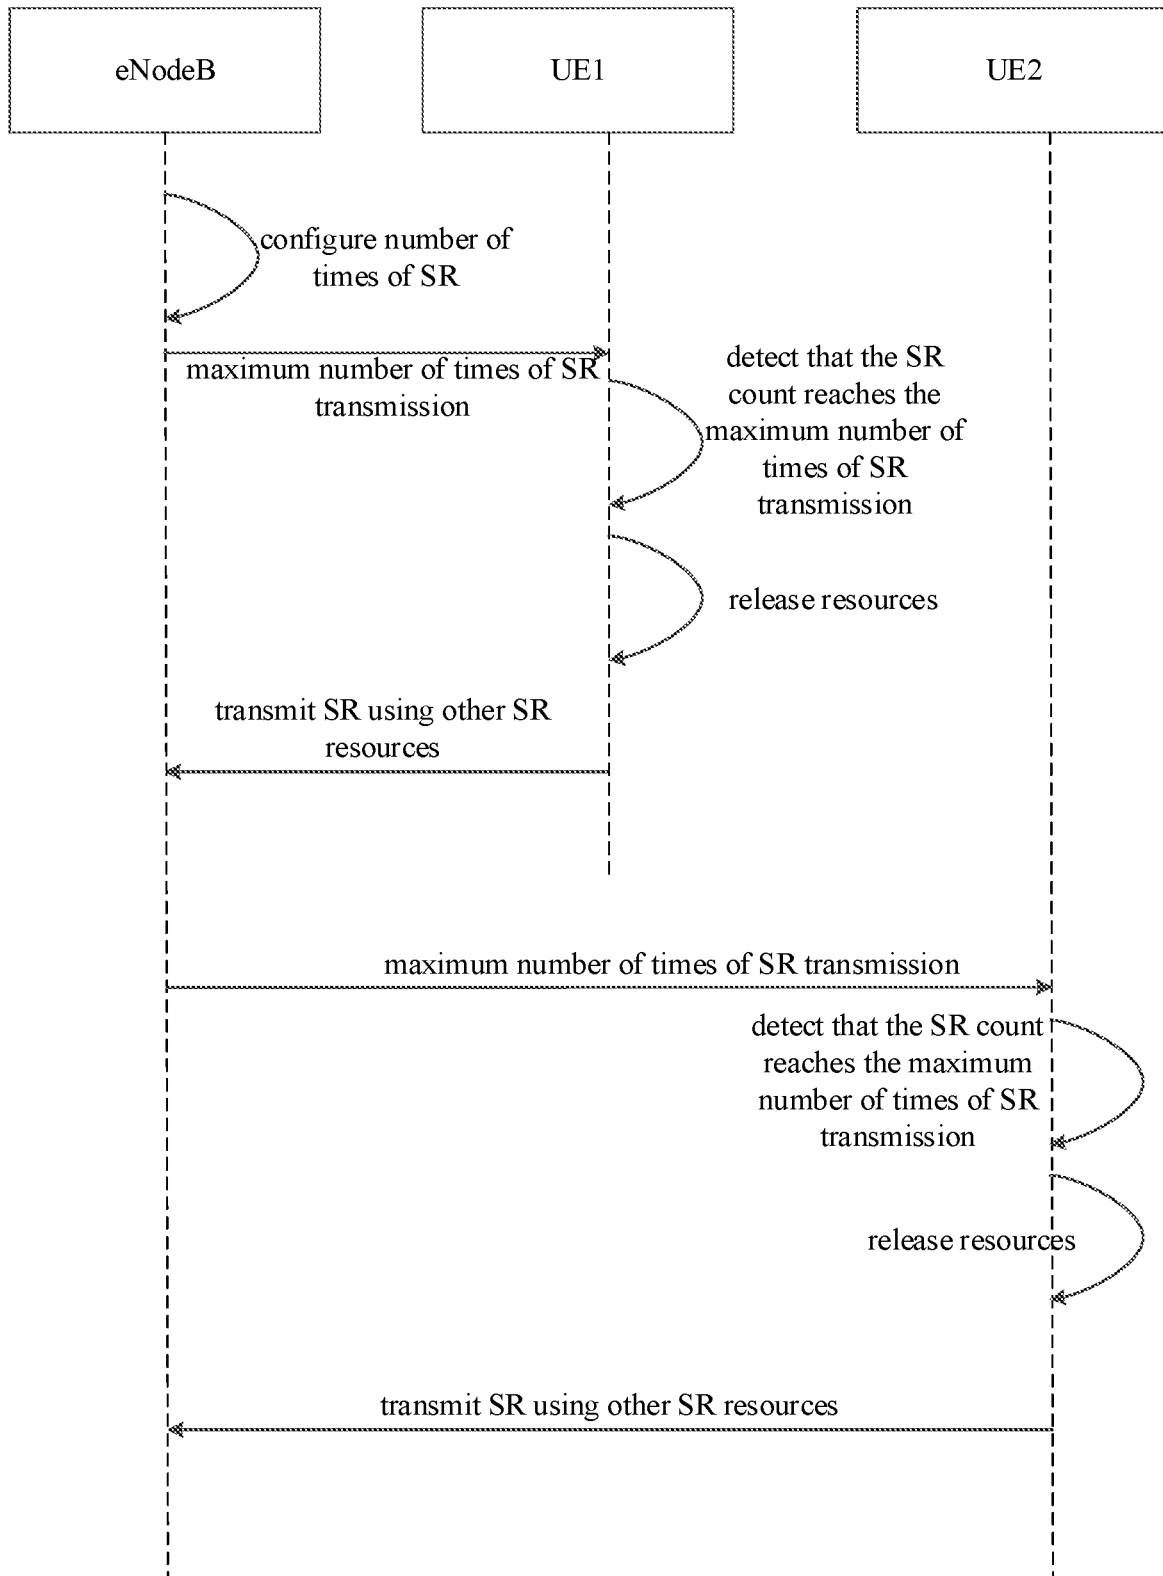 eNodeB
UE1
UE2
configure number of
times of SR
maximum number of times of SR
transmission
detect that the SR
count reaches the
maximum number of
times of SR
transmission
release resources
transmit SR using other SR
resources
maximum number of times of SR transmission
detect that the SR count
reaches the maximum
number of times of SR
transmission
release resources
transmit SR using other SR resources